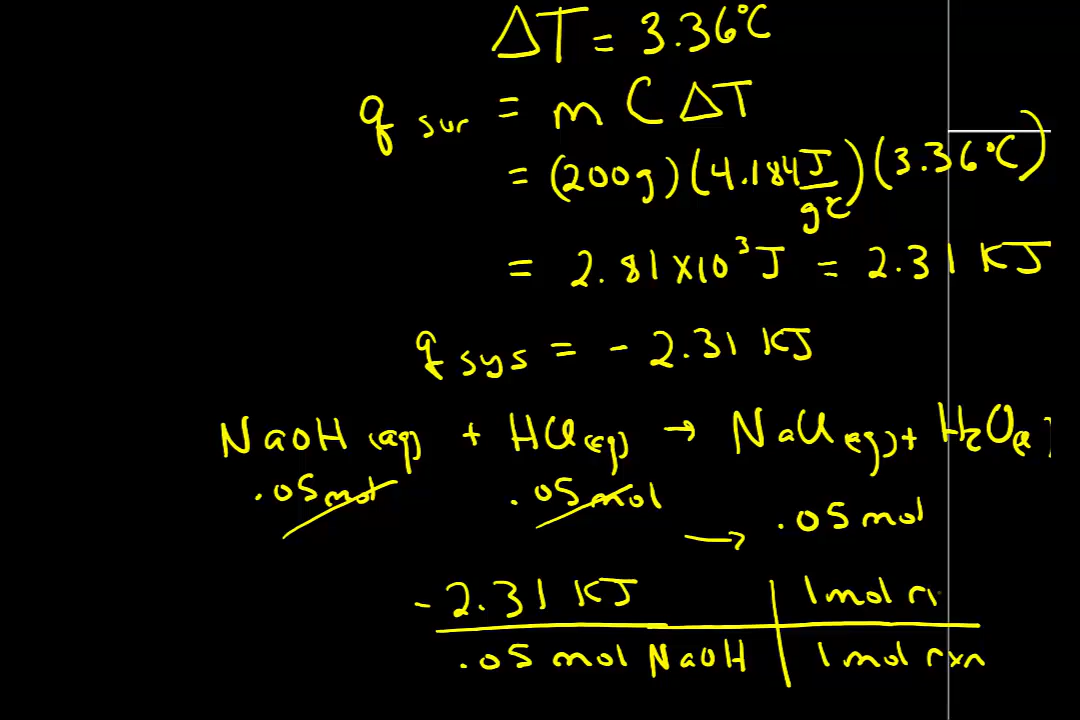 ΔT = 3.36°C
q sur = m C ΔT
= (200g) (4.184 J/g°C) (3.36°C)
= 2.81 x 10³ J = 2.31 KJ
q sys = - 2.31 KJ
NaOH (aq) + HCl (aq) → NaCl (aq) + H₂O (l)
.05 mol .05 mol → .05 mol
- 2.31 KJ | 1 mol r
.05 mol NaOH | 1 mol rxn